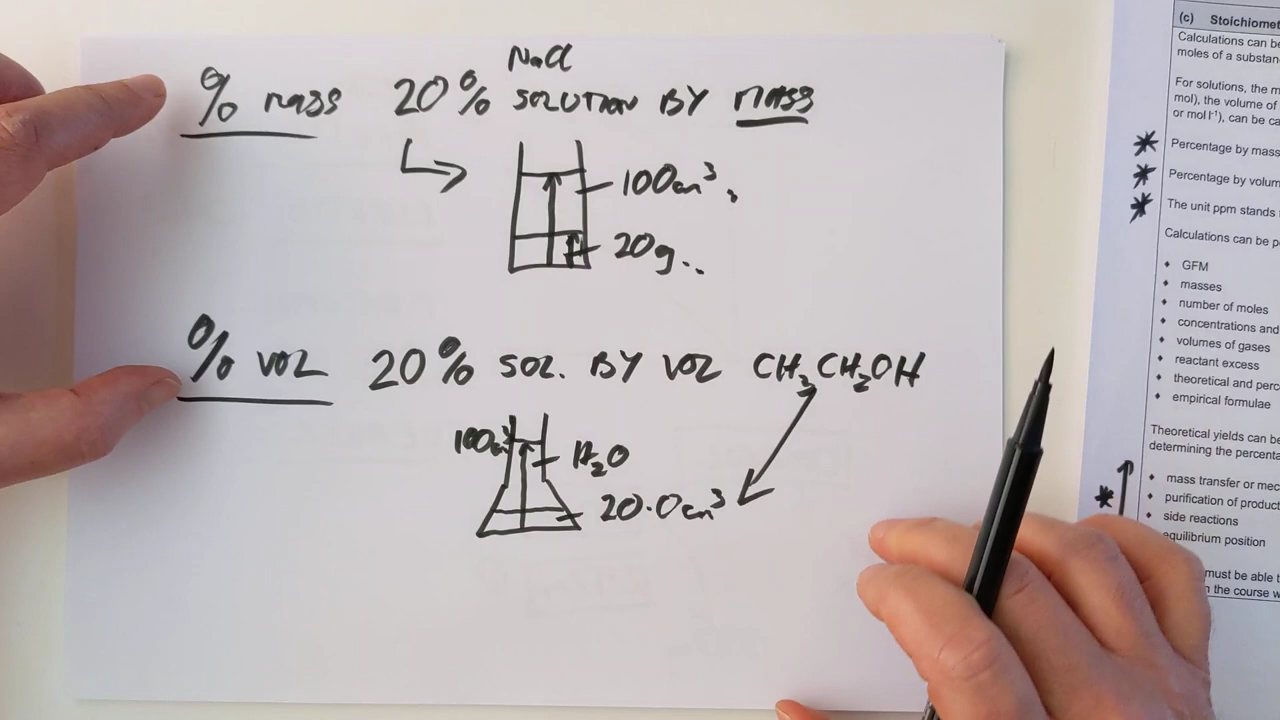 NaCl
% mass 20% SOLUTION BY MASS
100cm³
20g
% VOL 20% SOL. BY VOL CH₃CH₂OH
100cm³
H₂O
20.0cm³
(c) Stoichiomet
Calculations can be
moles of a substan
For solutions, the m
mol), the volume of
or mol l⁻¹), can be ca
* Percentage by mass
* Percentage by volum
* The unit ppm stands
Calculations can be p
♦ GFM
♦ masses
♦ number of moles
♦ concentrations and
♦ volumes of gases
♦ reactant excess
♦ theoretical and perc
♦ empirical formulae
Theoretical yields can be
determining the percenta
♦ mass transfer or mec
* ♦ purification of product
♦ side reactions
equilibrium position
must be able t
the course w